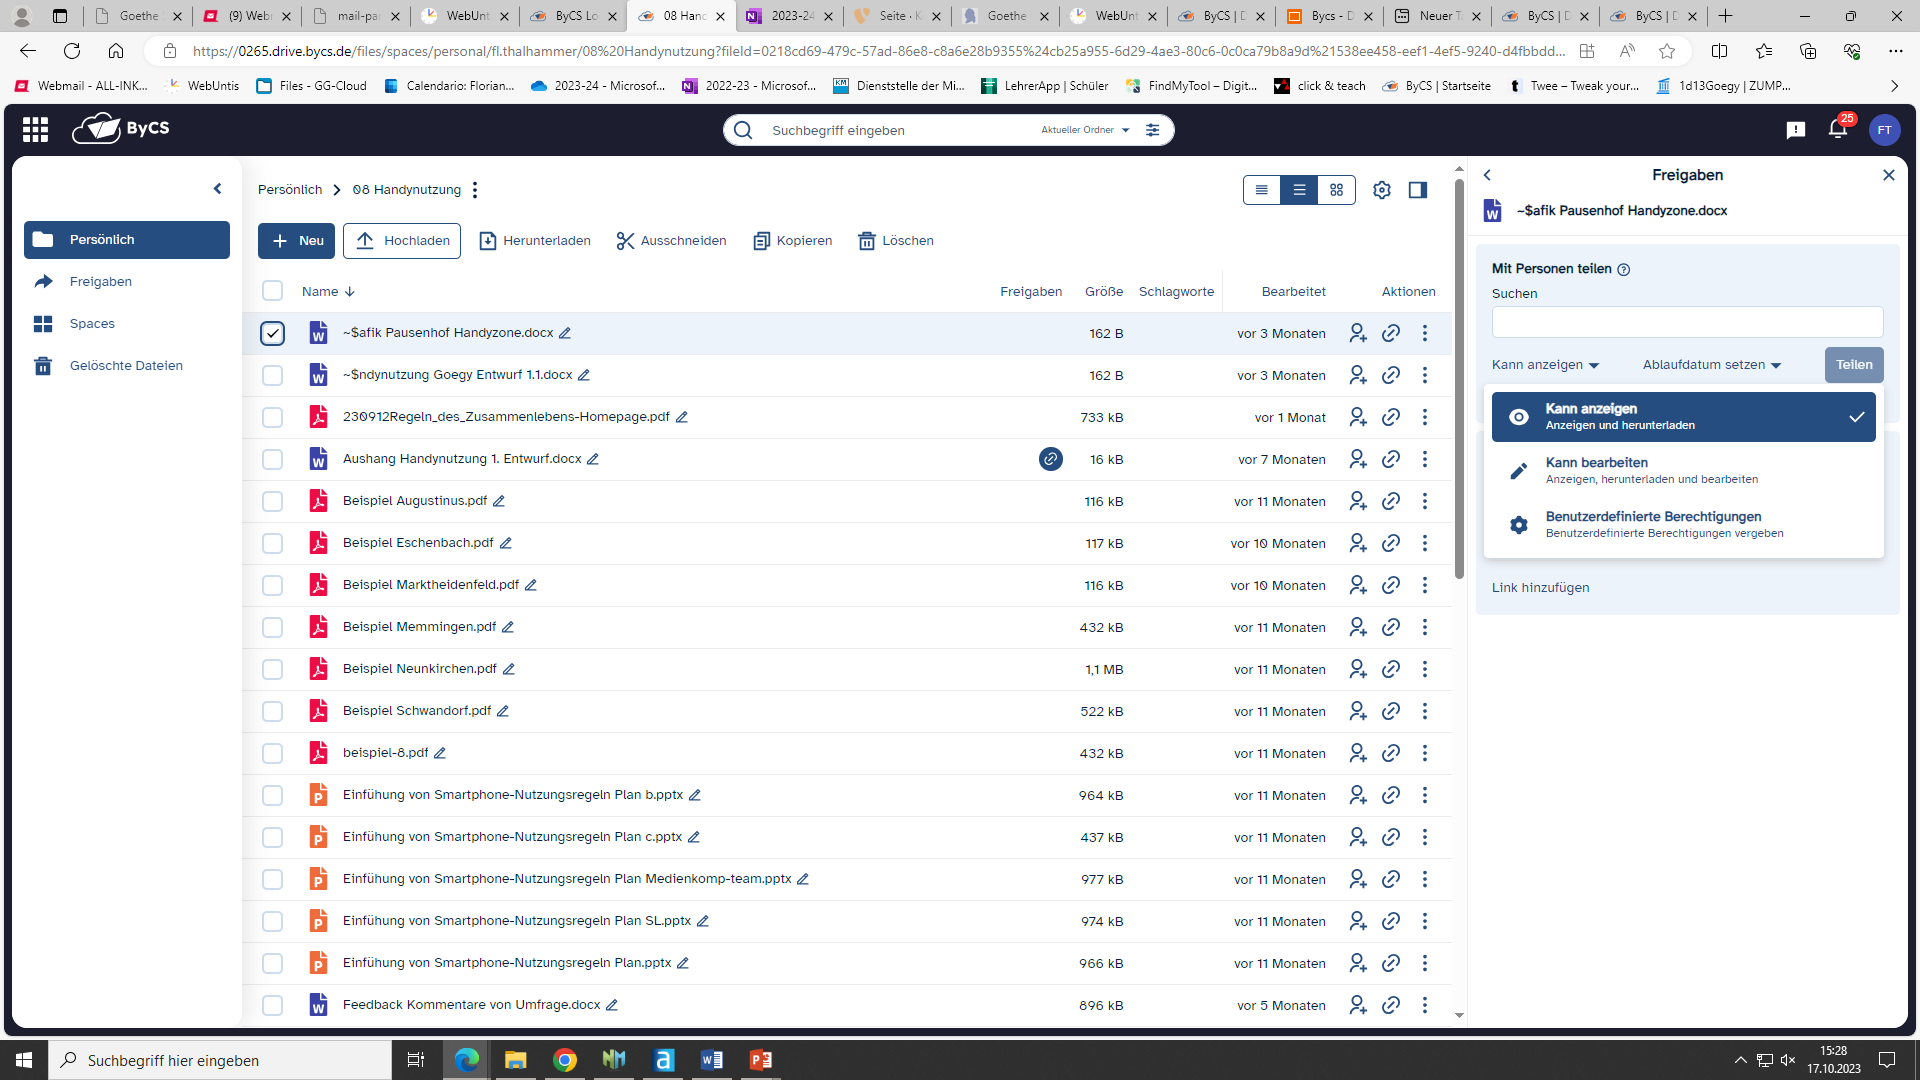 Goethe
(9) Webr
mail-par
WebUnt
ByCS Lo
08 Hand
2023-24
Seite ‹ K
Goethe
WebUnt
ByCS | D
Bycs - D
Neuer T
ByCS | D
ByCS | D
https://0265.drive.bycs.de/files/spaces/personal/fl.thalhammer/08%20Handynutzung?fileId=0218cd69-479c-57ad-86e8-c8a6e28b9355%24cb25a955-6d29-4ae3-80c6-0c0ca79b8a9d%21538ee458-eef1-4ef5-9240-d4fbbdd...
Webmail - ALL-INK... WebUntis Files - GG-Cloud Calendario: Florian... 2023-24 - Microsof... 2022-23 - Microsof... Dienststelle der Mi... LehrerApp | Schüler FindMyTool – Digit... click & teach ByCS | Startseite Twee – Tweak your... 1d13Goegy | ZUMP...
ByCS
Suchbegriff eingeben Aktueller Ordner
25
FT
Persönlich
Freigaben
Spaces
Gelöschte Dateien
Persönlich 08 Handynutzung
Neu Hochladen Herunterladen Ausschneiden Kopieren Löschen
Name Freigaben Größe Schlagworte Bearbeitet Aktionen
~$afik Pausenhof Handyzone.docx 162 B vor 3 Monaten
~$ndynutzung Goegy Entwurf 1.1.docx 162 B vor 3 Monaten
230912Regeln_des_Zusammenlebens-Homepage.pdf 733 kB vor 1 Monat
Aushang Handynutzung 1. Entwurf.docx 16 kB vor 7 Monaten
Beispiel Augustinus.pdf 116 kB vor 11 Monaten
Beispiel Eschenbach.pdf 117 kB vor 10 Monaten
Beispiel Marktheidenfeld.pdf 116 kB vor 10 Monaten
Beispiel Memmingen.pdf 432 kB vor 11 Monaten
Beispiel Neunkirchen.pdf 1,1 MB vor 11 Monaten
Beispiel Schwandorf.pdf 522 kB vor 11 Monaten
beispiel-8.pdf 432 kB vor 11 Monaten
Einfühung von Smartphone-Nutzungsregeln Plan b.pptx 964 kB vor 11 Monaten
Einfühung von Smartphone-Nutzungsregeln Plan c.pptx 437 kB vor 11 Monaten
Einfühung von Smartphone-Nutzungsregeln Plan Medienkomp-team.pptx 977 kB vor 11 Monaten
Einfühung von Smartphone-Nutzungsregeln Plan SL.pptx 974 kB vor 11 Monaten
Einfühung von Smartphone-Nutzungsregeln Plan.pptx 966 kB vor 11 Monaten
Feedback Kommentare von Umfrage.docx 896 kB vor 5 Monaten
Freigaben
~$afik Pausenhof Handyzone.docx
Mit Personen teilen
Suchen
Kann anzeigen Ablaufdatum setzen Teilen
Kann anzeigen
Anzeigen und herunterladen
Kann bearbeiten
Anzeigen, herunterladen und bearbeiten
Benutzerdefinierte Berechtigungen
Benutzerdefinierte Berechtigungen vergeben
Link hinzufügen
Suchbegriff hier eingeben
15:28
17.10.2023